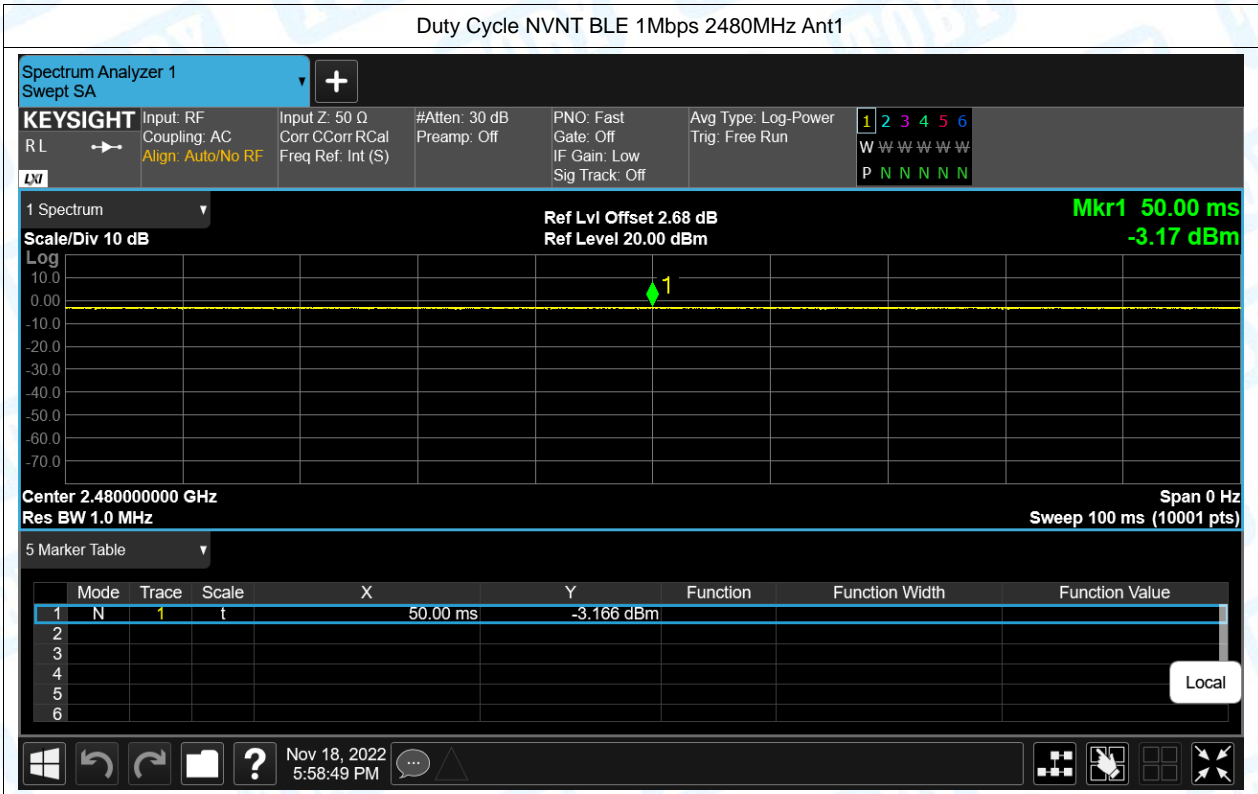 Duty Cycle NVNT BLE 1Mbps 2480MHz Ant1
Spectrum Analyzer 1
Swept SA
+
KEYSIGHT
RL
LXI
Input: RF
Coupling: AC
Align: Auto/No RF
Input Z: 50 Ω
Corr CCorr RCal
Freq Ref: Int (S)
#Atten: 30 dB
Preamp: Off
PNO: Fast
Gate: Off
IF Gain: Low
Sig Track: Off
Avg Type: Log-Power
Trig: Free Run
1 2 3 4 5 6
W W W W W W
P N N N N N
1 Spectrum
Scale/Div 10 dB
Ref Lvl Offset 2.68 dB
Ref Level 20.00 dBm
Mkr1 50.00 ms
-3.17 dBm
Log
10.0
0.00
-10.0
-20.0
-30.0
-40.0
-50.0
-60.0
-70.0
1
Center 2.480000000 GHz
Res BW 1.0 MHz
Span 0 Hz
Sweep 100 ms (10001 pts)
5 Marker Table
Mode Trace Scale X Y Function Function Width Function Value
1 N 1 t 50.00 ms -3.166 dBm
2
3
4
5
6
Local
?
Nov 18, 2022
5:58:49 PM